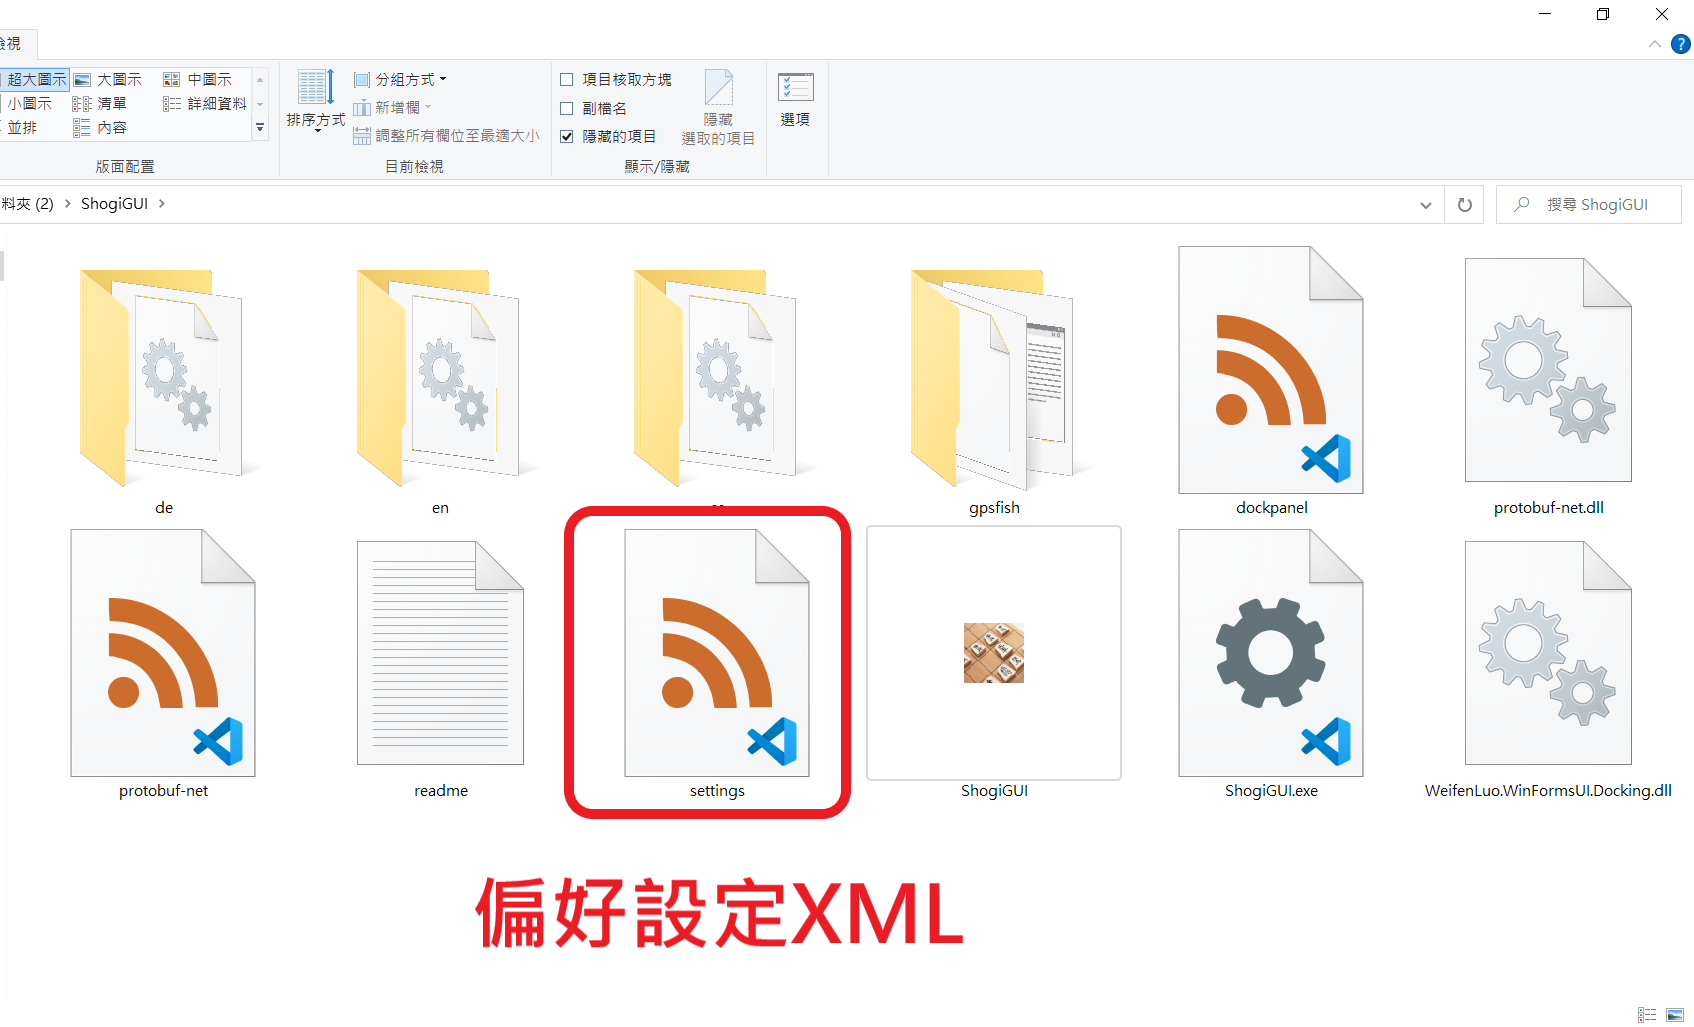 檢視
超大圖示 大圖示 中圖示
小圖示 清單 詳細資料
並排 內容
版面配置
排序方式
分組方式
新增欄
調整所有欄位至最適大小
目前檢視
項目核取方塊
副檔名
隱藏的項目
隱藏
選取的項目
顯示/隱藏
選項
料夾 (2) > ShogiGUI >
搜尋 ShogiGUI
de
en
gpsfish
dockpanel
protobuf-net.dll
protobuf-net
readme
settings
ShogiGUI
ShogiGUI.exe
WeifenLuo.WinFormsUI.Docking.dll
偏好設定XML